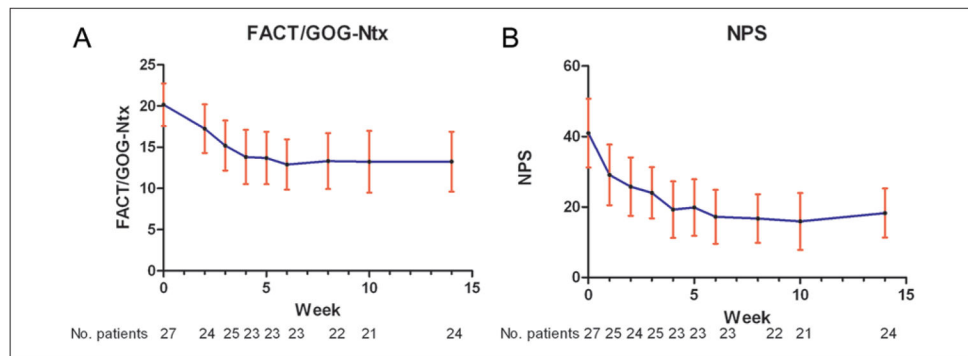 A
FACT/GOG-Ntx
FACT/GOG-Ntx
25
20
15
10
5
0
0 5 10 15
Week
No. patients 27 24 25 23 23 23 22 21 24
B
NPS
NPS
60
40
20
0
0 5 10 15
Week
No. patients 27 25 24 25 23 23 23 22 21 24